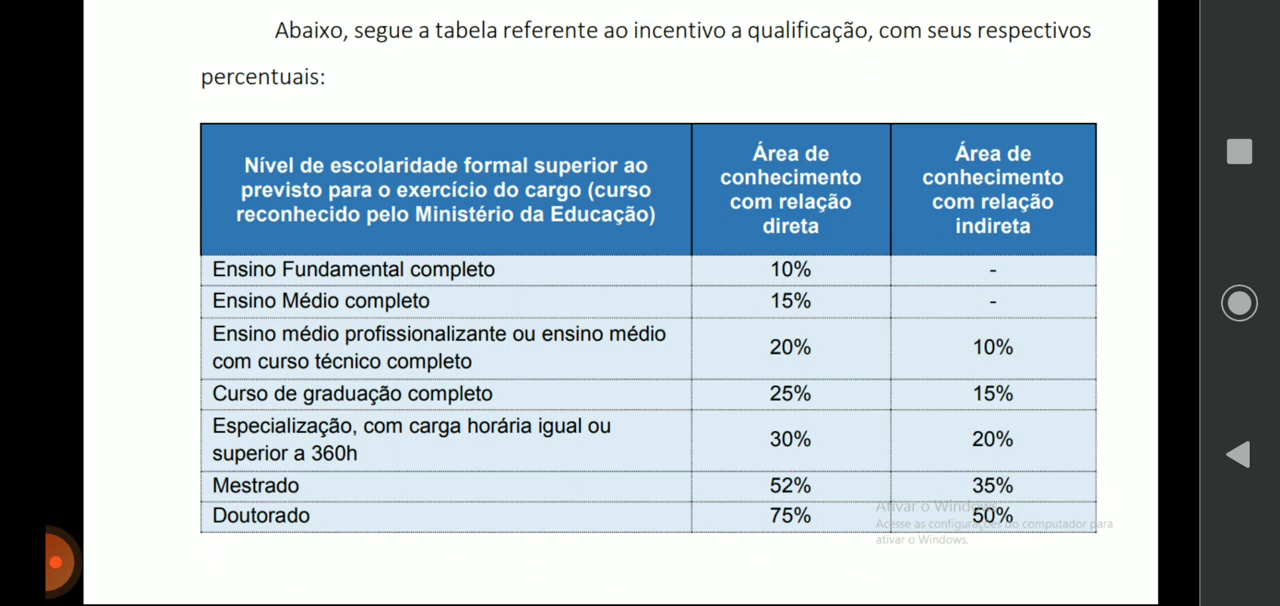 Abaixo, segue a tabela referente ao incentivo a qualificação, com seus respectivos
percentuais:
Nível de escolaridade formal superior ao
previsto para o exercício do cargo (curso
reconhecido pelo Ministério da Educação)
Área de
conhecimento
com relação
direta
Área de
conhecimento
com relação
indireta
Ensino Fundamental completo 10% -
Ensino Médio completo 15% -
Ensino médio profissionalizante ou ensino médio
com curso técnico completo 20% 10%
Curso de graduação completo 25% 15%
Especialização, com carga horária igual ou
superior a 360h 30% 20%
Mestrado 52% 35%
Doutorado 75% 50%
Ativar o Windows
Acesse as configurações do computador para
ativar o Windows.